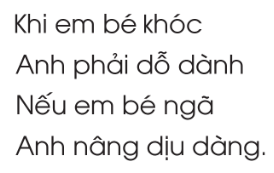 Khi em bé khóc
Anh phải dỗ dành
Nếu em bé ngã
Anh nâng dịu dàng.